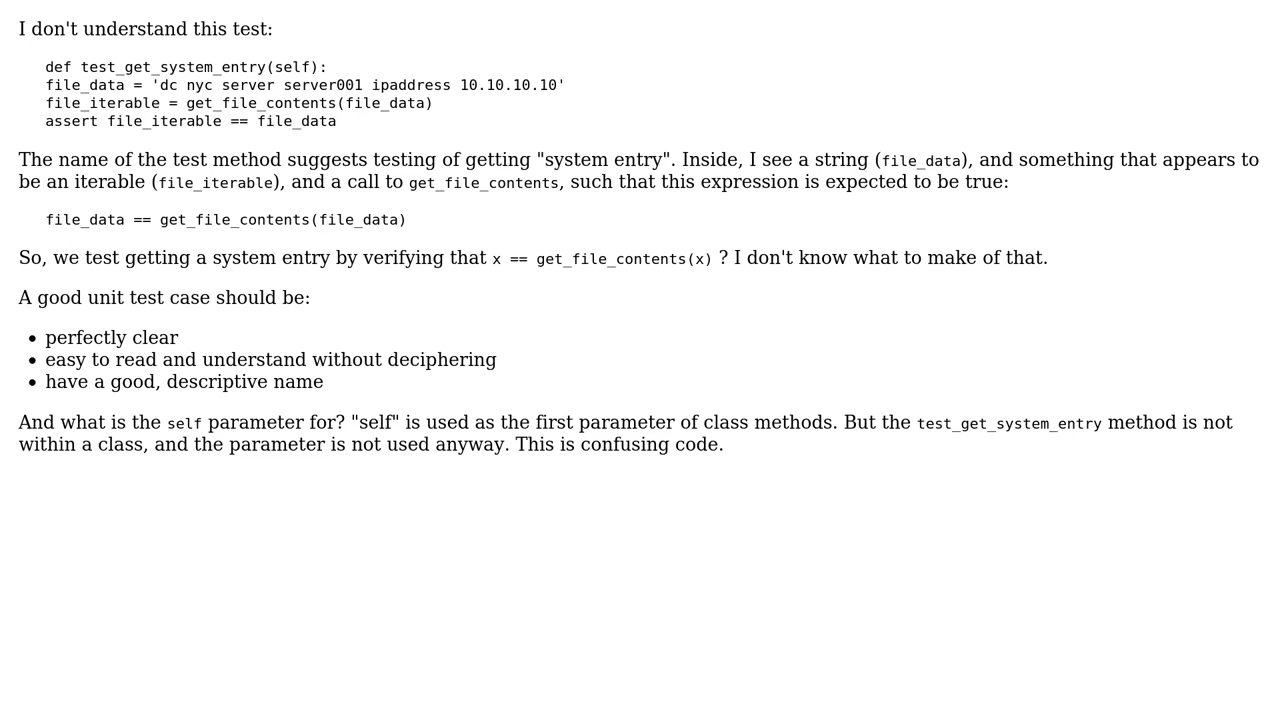 I don't understand this test:
def test_get_system_entry(self):
file_data = 'dc nyc server server001 ipaddress 10.10.10.10'
file_iterable = get_file_contents(file_data)
assert file_iterable == file_data
The name of the test method suggests testing of getting "system entry". Inside, I see a string (file_data), and something that appears to
be an iterable (file_iterable), and a call to get_file_contents, such that this expression is expected to be true:
file_data == get_file_contents(file_data)
So, we test getting a system entry by verifying that x == get_file_contents(x) ? I don't know what to make of that.
A good unit test case should be:
• perfectly clear
• easy to read and understand without deciphering
• have a good, descriptive name
And what is the self parameter for? "self" is used as the first parameter of class methods. But the test_get_system_entry method is not
within a class, and the parameter is not used anyway. This is confusing code.